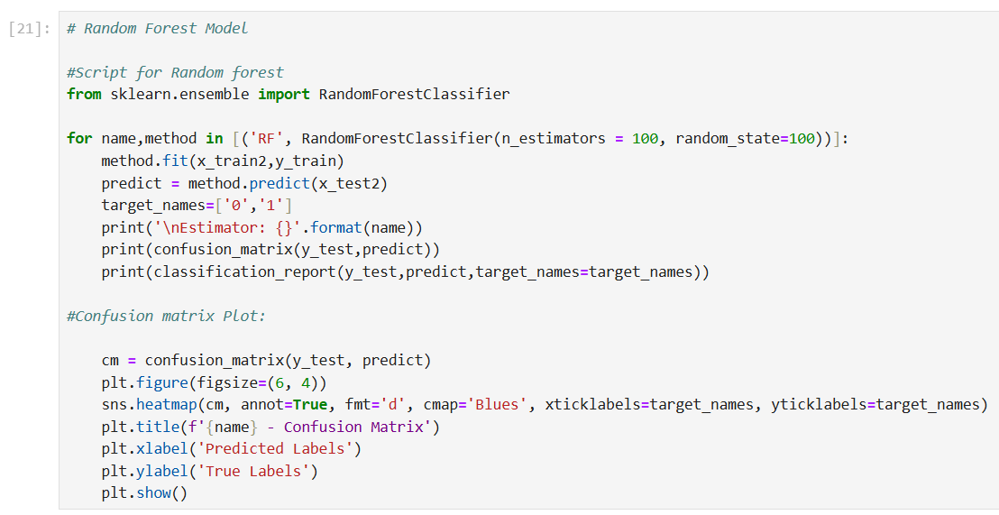 [21]: # Random Forest Model
#Script for Random forest
from sklearn.ensemble import RandomForestClassifier
for name,method in [('RF', RandomForestClassifier(n_estimators = 100, random_state=100))]:
    method.fit(x_train2,y_train)
    predict = method.predict(x_test2)
    target_names=['0','1']
    print('\nEstimator: {}'.format(name))
    print(confusion_matrix(y_test,predict))
    print(classification_report(y_test,predict,target_names=target_names))
#Confusion matrix Plot:
    cm = confusion_matrix(y_test, predict)
    plt.figure(figsize=(6, 4))
    sns.heatmap(cm, annot=True, fmt='d', cmap='Blues', xticklabels=target_names, yticklabels=target_names)
    plt.title(f'{name} - Confusion Matrix')
    plt.xlabel('Predicted Labels')
    plt.ylabel('True Labels')
    plt.show()